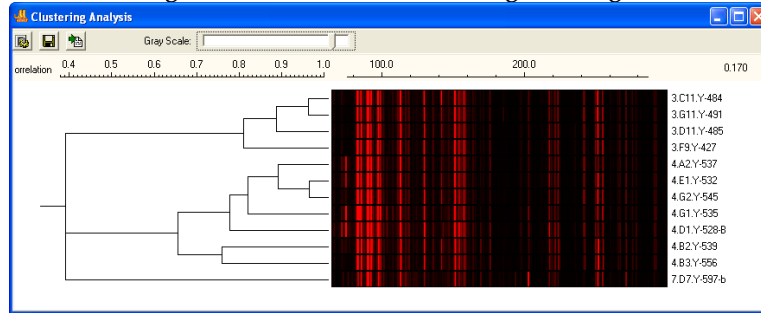 Clustering Analysis
Gray Scale:
orrelation 0.4 0.5 0.6 0.7 0.8 0.9 1.0 100.0 200.0 0.170
3.C11.Y-484
3.G11.Y-491
3.D11.Y-485
3.F9.Y-427
4.A2.Y-537
4.E1.Y-532
4.G2.Y-545
4.G1.Y-535
4.D1.Y-528-B
4.B2.Y-539
4.B3.Y-556
7.D7.Y-597-b